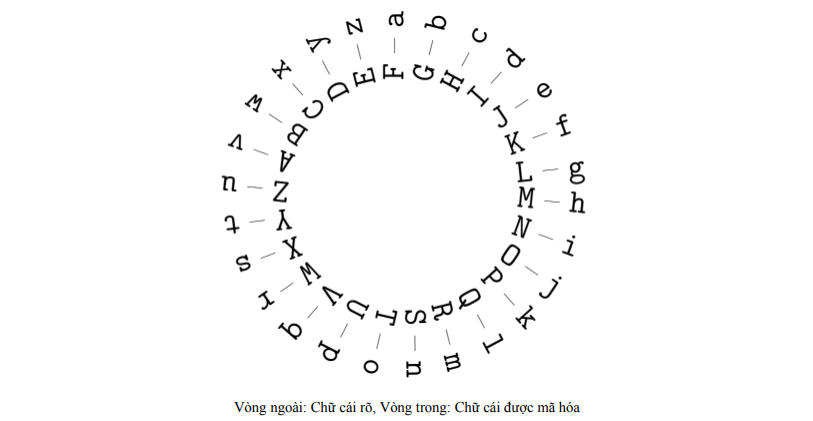 a b c d e f g h i j k l m n o p q r s t u v w x y z
F G H I J K L M N O P Q R S T U V W X Y Z A B C D E
Vòng ngoài: Chữ cái rõ, Vòng trong: Chữ cái được mã hóa